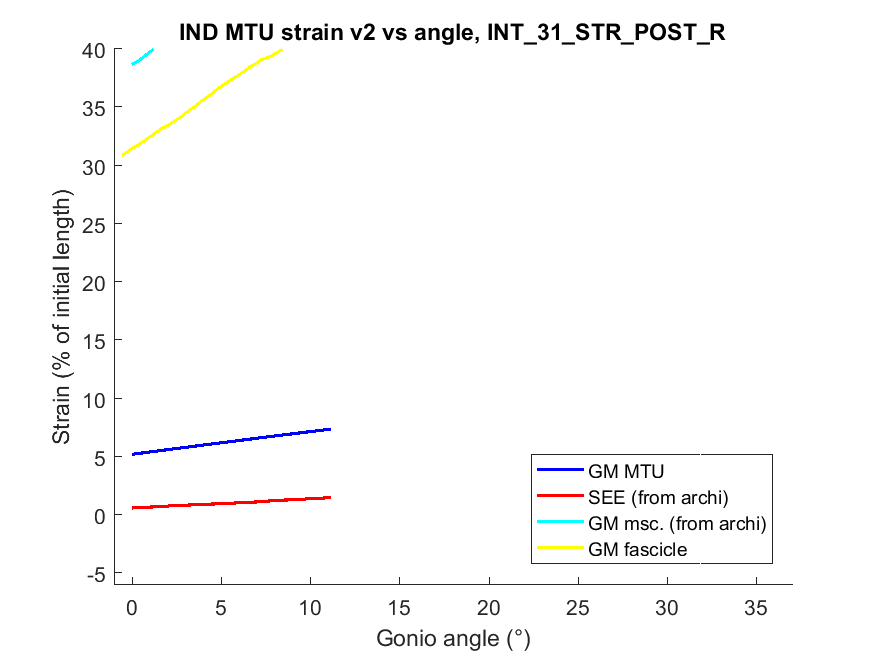 IND MTU strain v2 vs angle, INT_31_STR_POST_R
40
35
30
25
20
15
10
5
0
-5
Strain (% of initial length)
GM MTU
SEE (from archi)
GM msc. (from archi)
GM fascicle
0 5 10 15 20 25 30 35
Gonio angle (°)